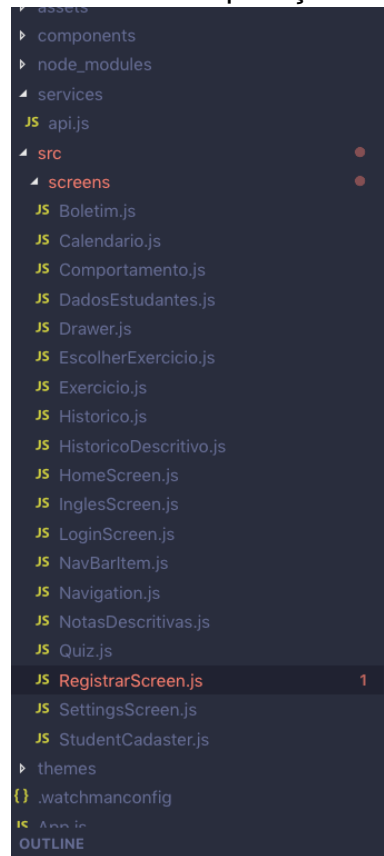 assets
components
node_modules
services
JS api.js
src
screens
JS Boletim.js
JS Calendario.js
JS Comportamento.js
JS DadosEstudantes.js
JS Drawer.js
JS EscolherExercicio.js
JS Exercicio.js
JS Historico.js
JS HistoricoDescritivo.js
JS HomeScreen.js
JS InglesScreen.js
JS LoginScreen.js
JS NavBarItem.js
JS Navigation.js
JS NotasDescritivas.js
JS Quiz.js
JS RegistrarScreen.js 1
JS SettingsScreen.js
JS StudentCadaster.js
themes
{} .watchmanconfig
JS App.js
OUTLINE